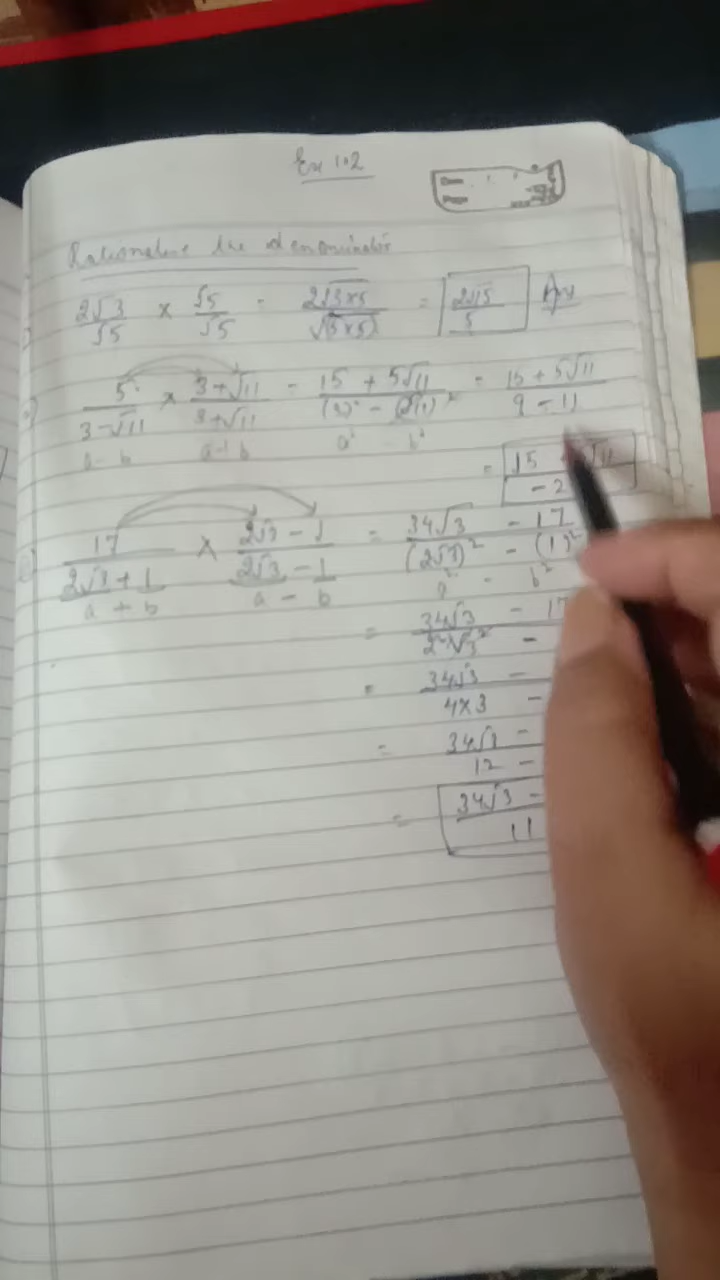 Ex 1.2
Rationalise the denominator
2√3/√5 × √5/√5 = 2√3×5/√(5×5) = 2√15/5 Ans
5/3-√11 × 3+√11/3+√11 = 15+5√11/(3)² - (√11)² = 15+5√11/9-11
a - b a+b a² b²
= 15 √11/-2
17/2√3+1 × 2√3-1/2√3-1 = 34√3 - 17/(2√3)² - (1)²
a + b a - b a² - b²
= 34√3 - 17/2²√3² -
= 34√3 -/4×3 -
= 34√3 -/12 -
= 34√3 -/11